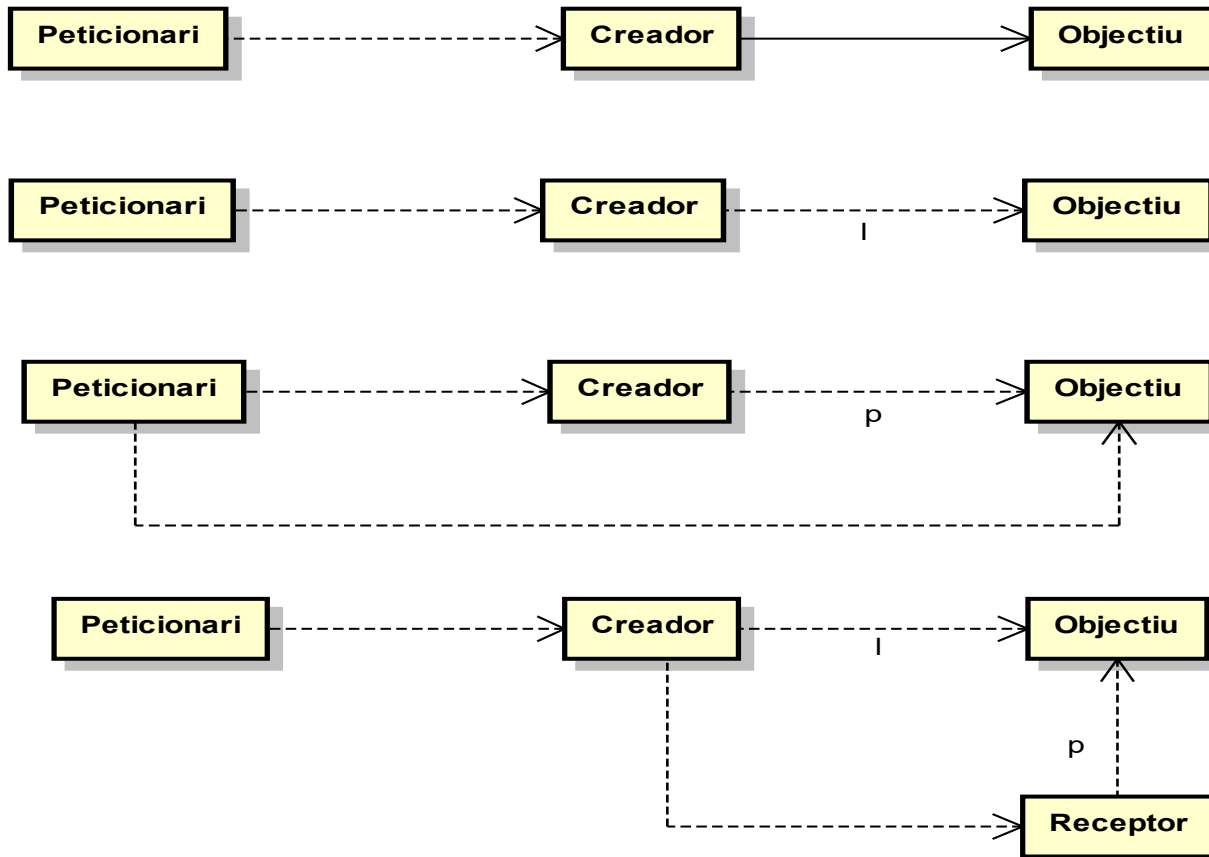 Peticionari Creador Objectiu
Peticionari Creador Objectiu
l
Peticionari Creador Objectiu
p
Peticionari Creador Objectiu
l
p
Receptor